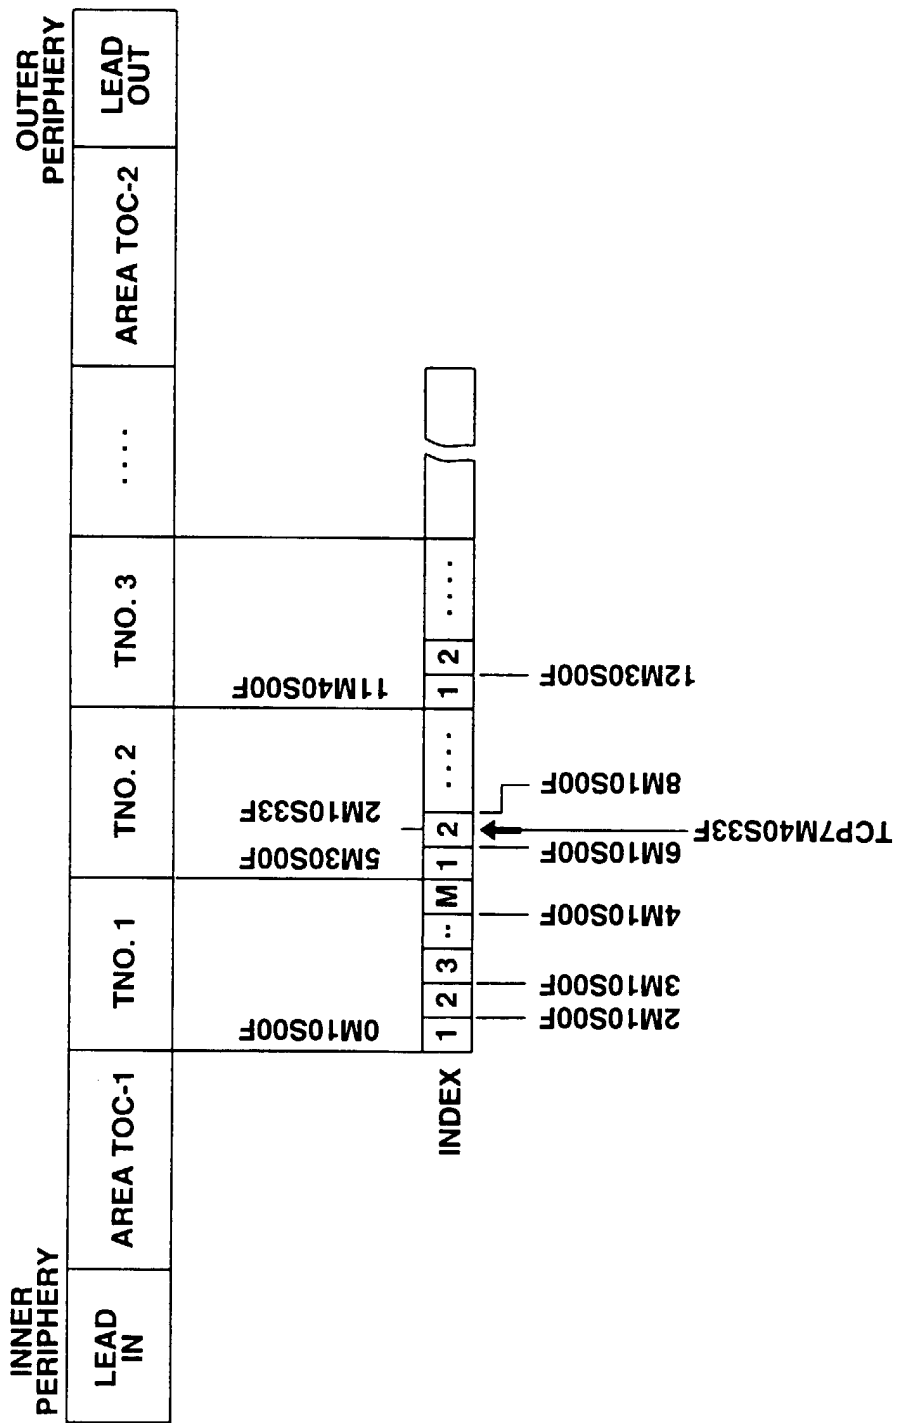 INNER
PERIPHERY
OUTER
PERIPHERY
LEAD
IN
AREA TOC-1
TNO. 1
TNO. 2
TNO. 3
....
AREA TOC-2
LEAD
OUT
0M10S00F
5M30S00F
2M10S33F
11M40S00F
INDEX
1
2
3
..
M
1
2
....
1
2
....
2M10S00F
3M10S00F
4M10S00F
6M10S00F
8M10S00F
12M30S00F
TCP7M40S33F